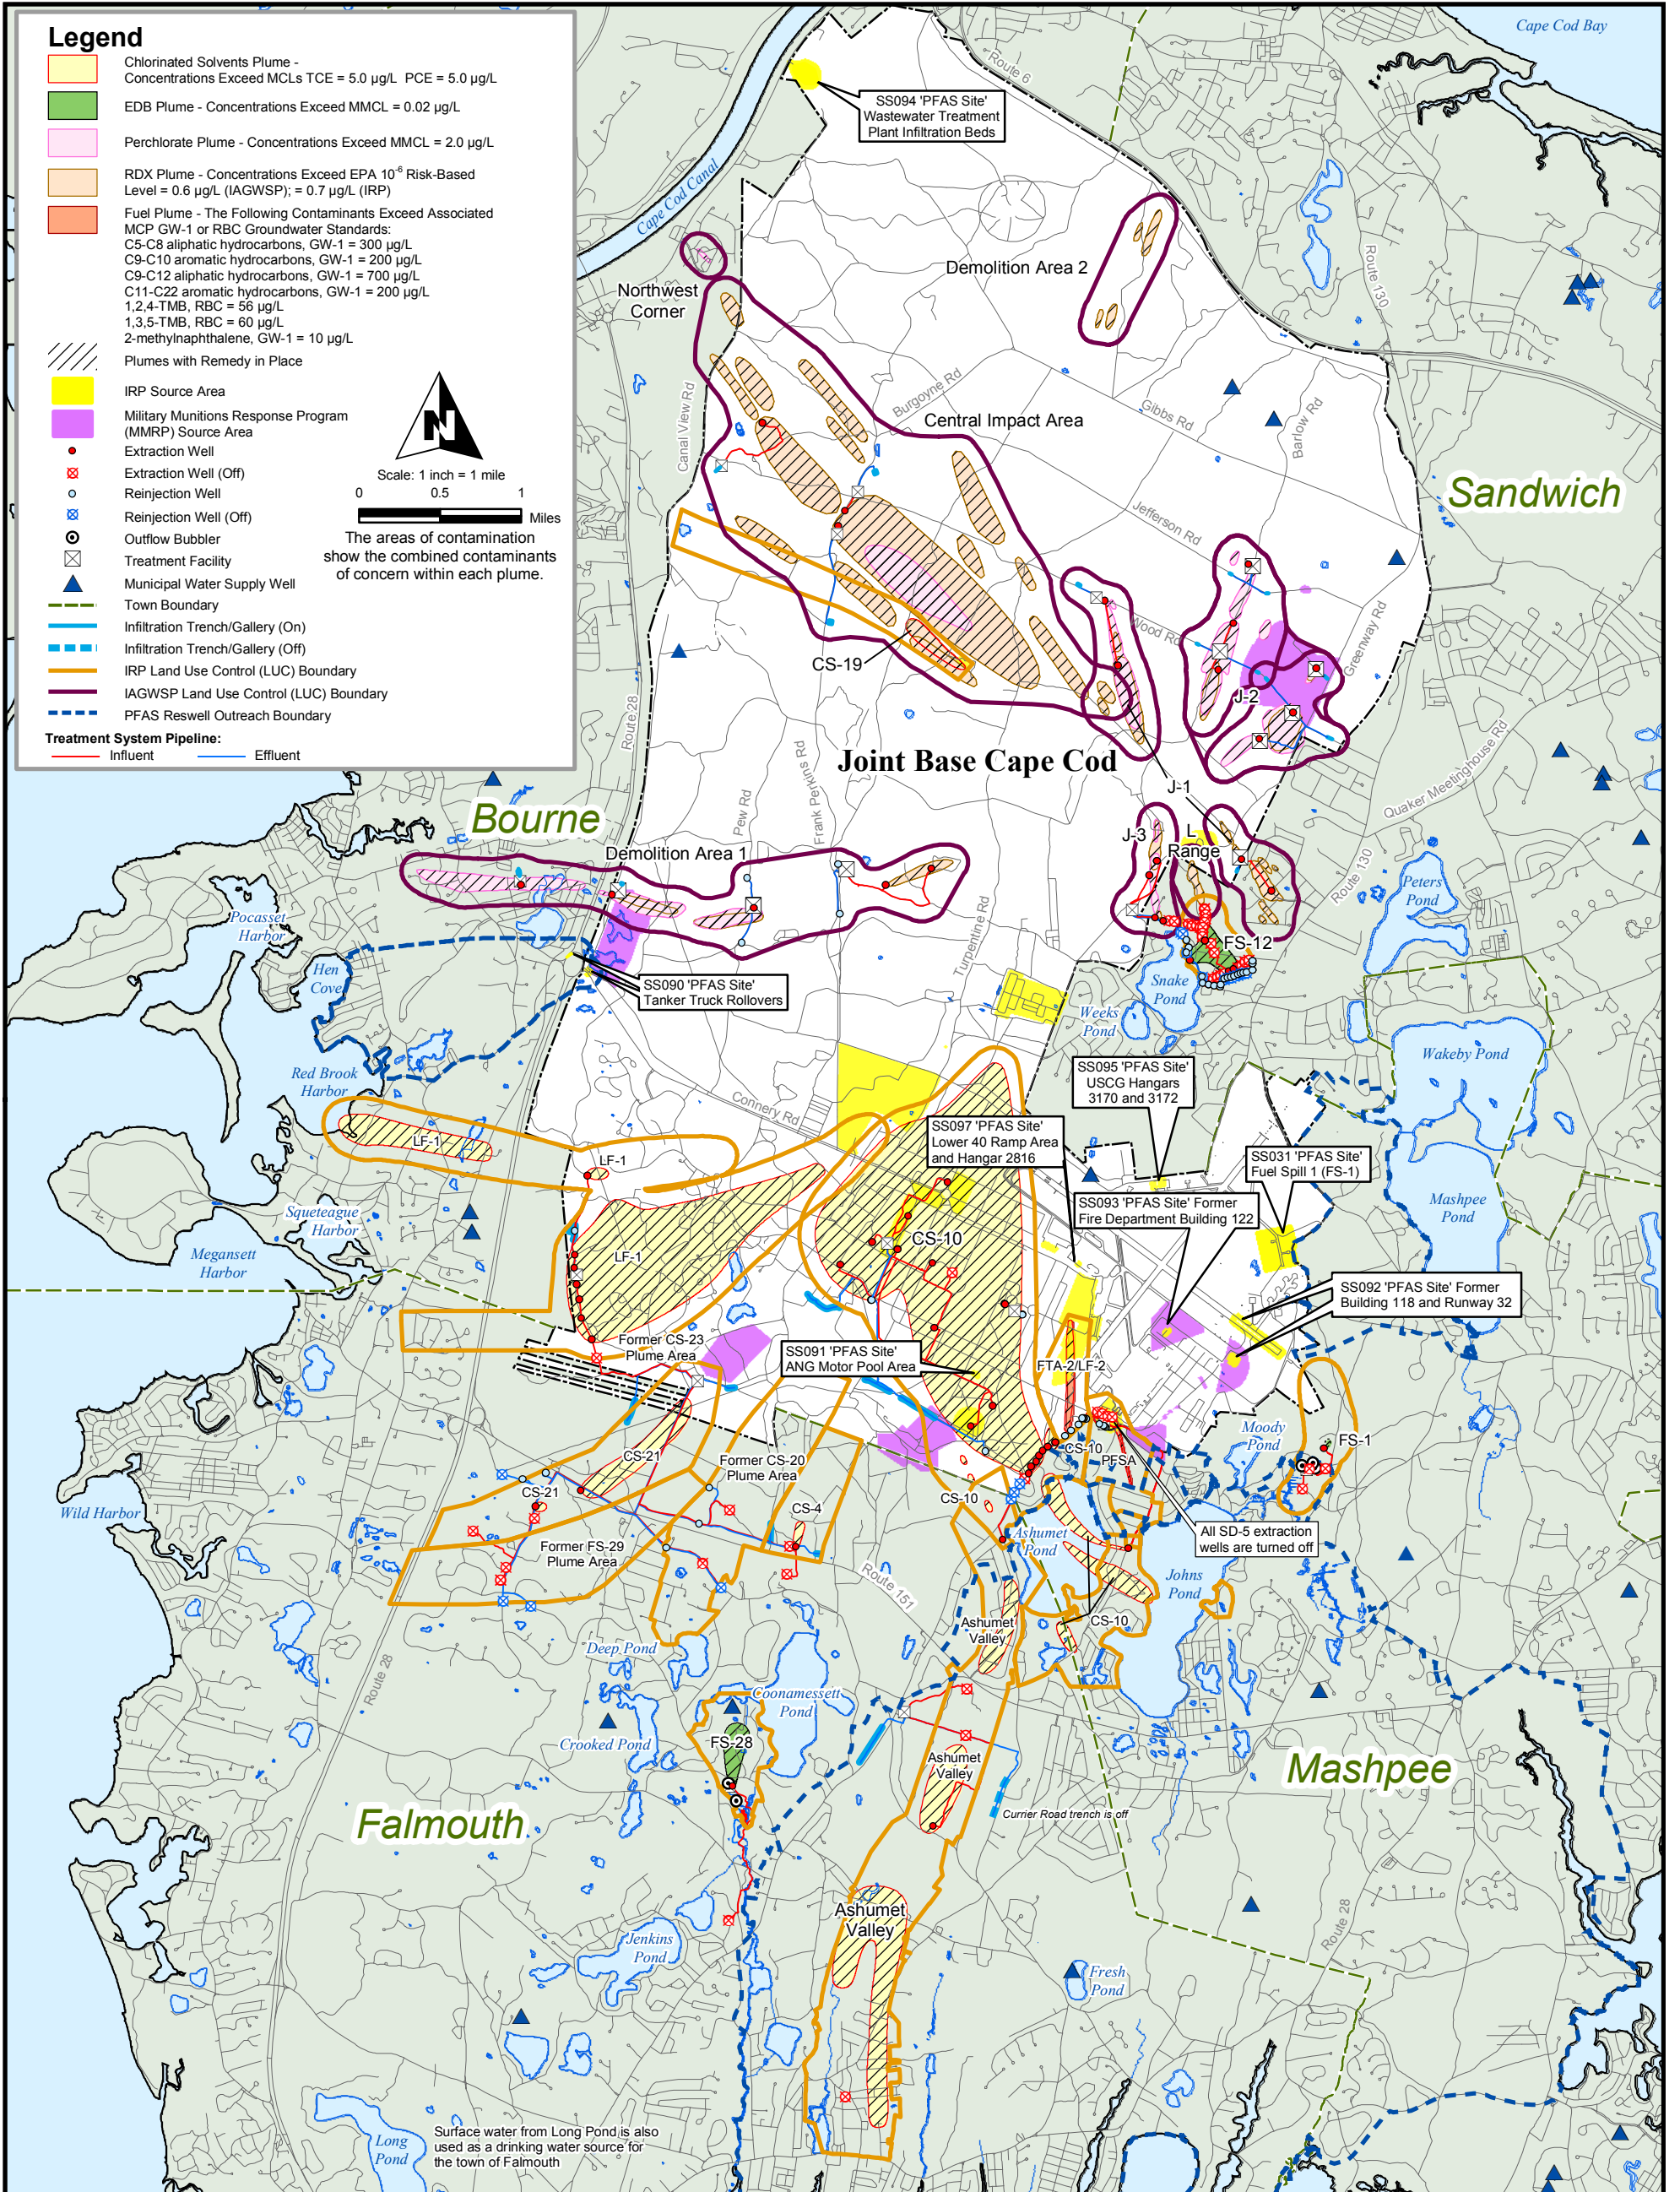 Legend
Chlorinated Solvents Plume -
Concentrations Exceed MCLs TCE = 5.0 µg/L  PCE = 5.0 µg/L
EDB Plume - Concentrations Exceed MMCL = 0.02 µg/L
Perchlorate Plume - Concentrations Exceed MMCL = 2.0 µg/L
RDX Plume - Concentrations Exceed EPA 10⁻⁶ Risk-Based
Level = 0.6 µg/L (IAGWSP); = 0.7 µg/L (IRP)
Fuel Plume - The Following Contaminants Exceed Associated
MCP GW-1 or RBC Groundwater Standards:
C5-C8 aliphatic hydrocarbons, GW-1 = 300 µg/L
C9-C10 aromatic hydrocarbons, GW-1 = 200 µg/L
C9-C12 aliphatic hydrocarbons, GW-1 = 700 µg/L
C11-C22 aromatic hydrocarbons, GW-1 = 200 µg/L
1,2,4-TMB, RBC = 56 µg/L
1,3,5-TMB, RBC = 60 µg/L
2-methylnaphthalene, GW-1 = 10 µg/L
Plumes with Remedy in Place
IRP Source Area
Military Munitions Response Program
(MMRP) Source Area
Extraction Well
Extraction Well (Off)
Reinjection Well
Reinjection Well (Off)
Outflow Bubbler
Treatment Facility
Municipal Water Supply Well
Town Boundary
Infiltration Trench/Gallery (On)
Infiltration Trench/Gallery (Off)
IRP Land Use Control (LUC) Boundary
IAGWSP Land Use Control (LUC) Boundary
PFAS Reswell Outreach Boundary
Treatment System Pipeline:
Influent
Effluent
N
Scale: 1 inch = 1 mile
0
0.5
1
Miles
The areas of contamination
show the combined contaminants
of concern within each plume.
Cape Cod Bay
Route 6
SS094 'PFAS Site'
Wastewater Treatment
Plant Infiltration Beds
Cape Cod Canal
Route 130
Demolition Area 2
Northwest
Corner
Canal View Rd
Burgoyne Rd
Central Impact Area
Gibbs Rd
Barlow Rd
Sandwich
Jefferson Rd
Wood Rd
Greenway Rd
CS-19
J-2
Route 28
Joint Base Cape Cod
Quaker Meetinghouse Rd
J-1
Bourne
Pew Rd
Frank Perkins Rd
Demolition Area 1
J-3
L
Range
Route 130
Peters
Pond
Pocasset
Harbor
Turpentine Rd
FS-12
Hen
Cove
SS090 'PFAS Site'
Tanker Truck Rollovers
Snake
Pond
Weeks
Pond
Wakeby Pond
Red Brook
Harbor
SS095 'PFAS Site'
USCG Hangars
3170 and 3172
Connery Rd
LF-1
LF-1
SS097 'PFAS Site'
Lower 40 Ramp Area
and Hangar 2816
SS031 'PFAS Site'
Fuel Spill 1 (FS-1)
SS093 'PFAS Site' Former
Fire Department Building 122
Mashpee
Pond
Squeteague
Harbor
Megansett
Harbor
LF-1
CS-10
SS092 'PFAS Site' Former
Building 118 and Runway 32
Former CS-23
Plume Area
SS091 'PFAS Site'
ANG Motor Pool Area
FTA-2/LF-2
Moody
Pond
FS-1
CS-10
PFSA
CS-21
Former CS-20
Plume Area
CS-21
CS-4
CS-10
Wild Harbor
Former FS-29
Plume Area
Ashumet
Pond
All SD-5 extraction
wells are turned off
Johns
Pond
Route 151
CS-10
Ashumet
Valley
Deep Pond
Route 28
Coonamessett
Pond
Crooked Pond
FS-28
Ashumet
Valley
Mashpee
Currier Road trench is off
Falmouth
Ashumet
Valley
Jenkins
Pond
Route 28
Fresh
Pond
Surface water from Long Pond is also
used as a drinking water source for
the town of Falmouth
Long
Pond